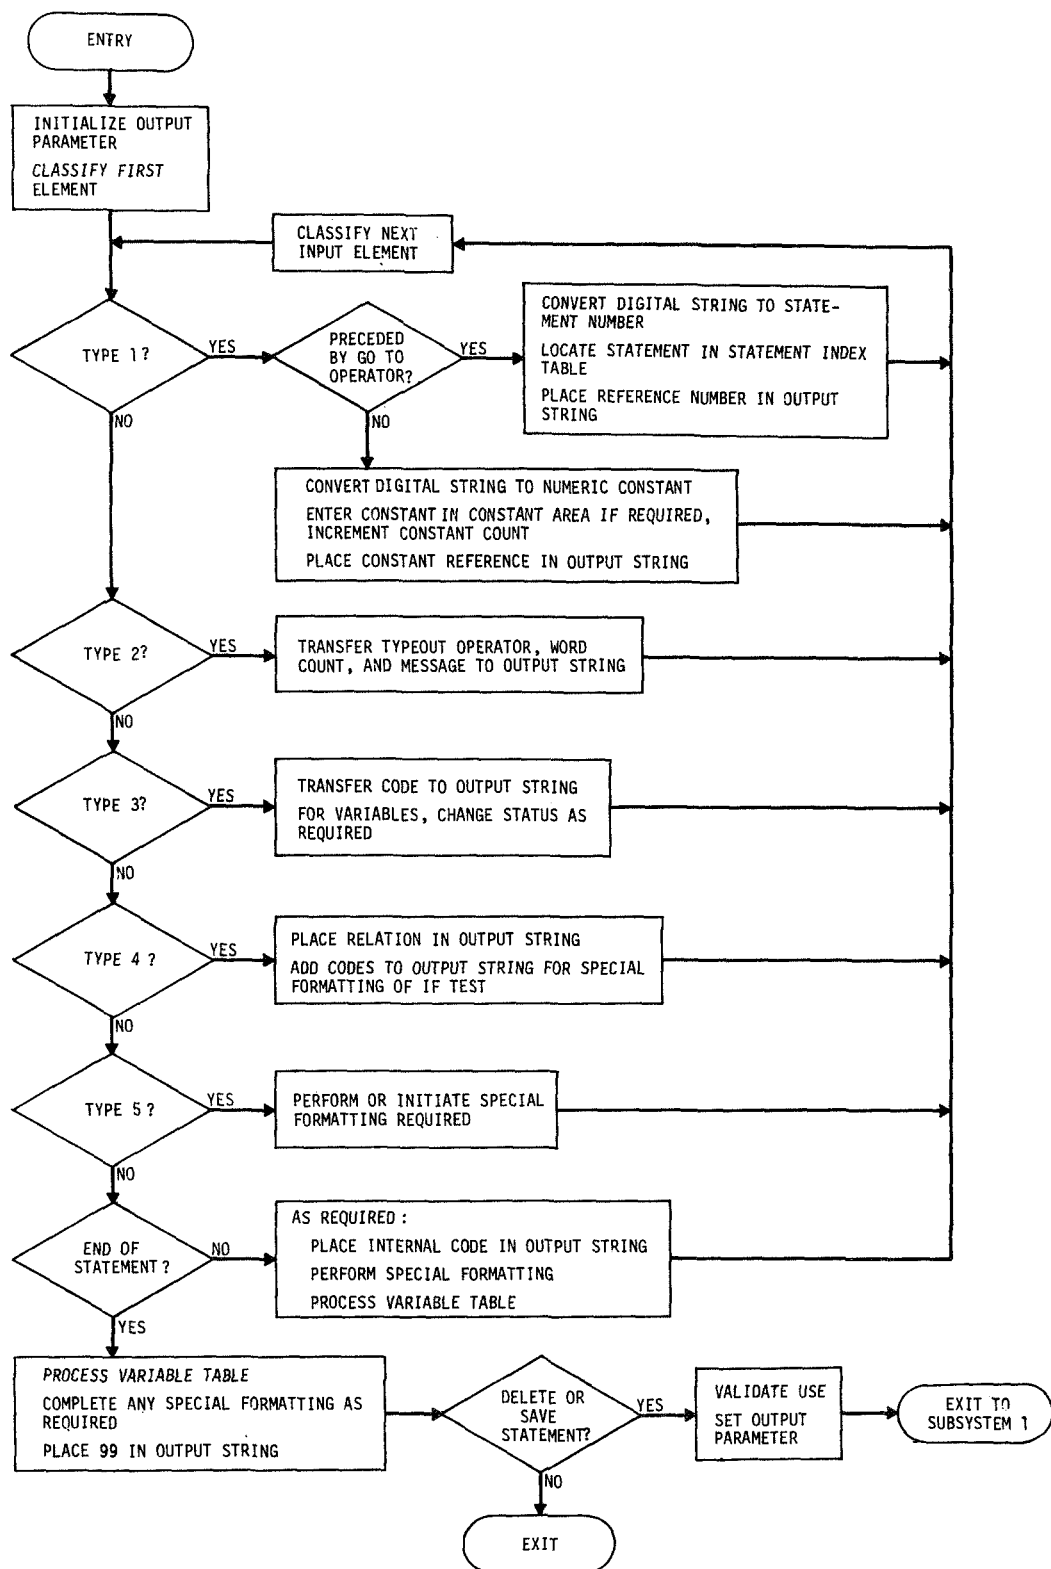 ENTRY
INITIALIZE OUTPUT
PARAMETER
CLASSIFY FIRST
ELEMENT
CLASSIFY NEXT
INPUT ELEMENT
TYPE 1?
YES
PRECEDED
BY GO TO
OPERATOR?
YES
CONVERT DIGITAL STRING TO STATE-
MENT NUMBER
LOCATE STATEMENT IN STATEMENT INDEX
TABLE
PLACE REFERENCE NUMBER IN OUTPUT
STRING
NO
NO
CONVERT DIGITAL STRING TO NUMERIC CONSTANT
ENTER CONSTANT IN CONSTANT AREA IF REQUIRED,
INCREMENT CONSTANT COUNT
PLACE CONSTANT REFERENCE IN OUTPUT STRING
TYPE 2?
YES
TRANSFER TYPEOUT OPERATOR, WORD
COUNT, AND MESSAGE TO OUTPUT STRING
NO
TYPE 3?
YES
TRANSFER CODE TO OUTPUT STRING
FOR VARIABLES, CHANGE STATUS AS
REQUIRED
NO
TYPE 4 ?
YES
PLACE RELATION IN OUTPUT STRING
ADD CODES TO OUTPUT STRING FOR SPECIAL
FORMATTING OF IF TEST
NO
TYPE 5 ?
YES
PERFORM OR INITIATE SPECIAL
FORMATTING REQUIRED
NO
END OF
STATEMENT ?
NO
AS REQUIRED :
PLACE INTERNAL CODE IN OUTPUT STRING
PERFORM SPECIAL FORMATTING
PROCESS VARIABLE TABLE
YES
PROCESS VARIABLE TABLE
COMPLETE ANY SPECIAL FORMATTING AS
REQUIRED
PLACE 99 IN OUTPUT STRING
DELETE OR
SAVE
STATEMENT?
YES
VALIDATE USE
SET OUTPUT
PARAMETER
EXIT TO
SUBSYSTEM 1
NO
EXIT